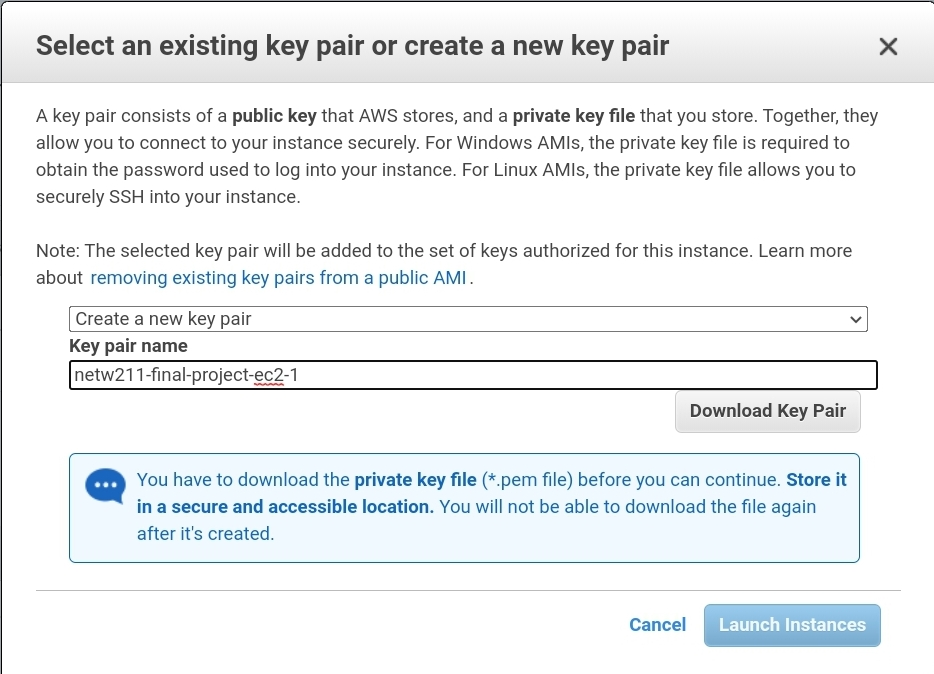 Select an existing key pair or create a new key pair
A key pair consists of a public key that AWS stores, and a private key file that you store. Together, they
allow you to connect to your instance securely. For Windows AMIs, the private key file is required to
obtain the password used to log into your instance. For Linux AMIs, the private key file allows you to
securely SSH into your instance.
Note: The selected key pair will be added to the set of keys authorized for this instance. Learn more
about removing existing key pairs from a public AMI .
Create a new key pair
Key pair name
netw211-final-project-ec2-1
Download Key Pair
You have to download the private key file (*.pem file) before you can continue. Store it
in a secure and accessible location. You will not be able to download the file again
after it's created.
Cancel Launch Instances